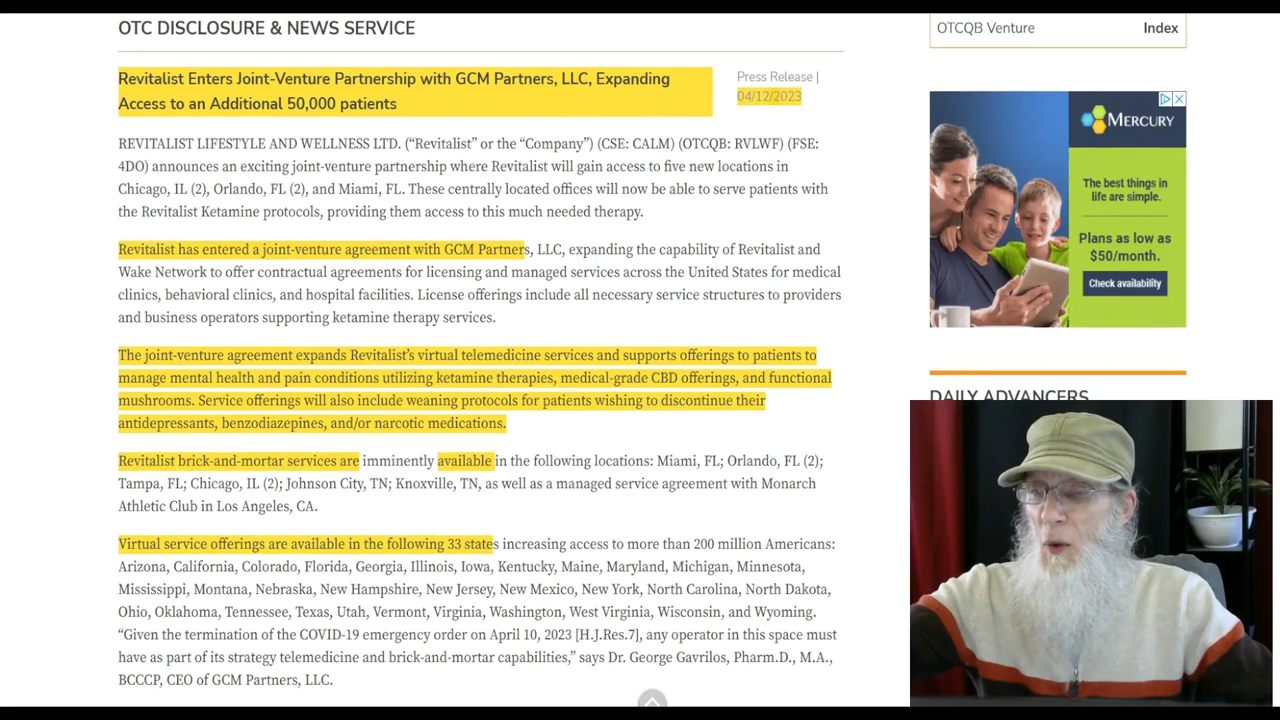 OTC DISCLOSURE & NEWS SERVICE
Revitalist Enters Joint-Venture Partnership with GCM Partners, LLC, Expanding
Access to an Additional 50,000 patients
Press Release |
04/12/2023
REVITALIST LIFESTYLE AND WELLNESS LTD. (“Revitalist” or the “Company”) (CSE: CALM) (OTCQB: RVLWF) (FSE:
4DO) announces an exciting joint-venture partnership where Revitalist will gain access to five new locations in
Chicago, IL (2), Orlando, FL (2), and Miami, FL. These centrally located offices will now be able to serve patients with
the Revitalist Ketamine protocols, providing them access to this much needed therapy.
Revitalist has entered a joint-venture agreement with GCM Partners, LLC, expanding the capability of Revitalist and
Wake Network to offer contractual agreements for licensing and managed services across the United States for medical
clinics, behavioral clinics, and hospital facilities. License offerings include all necessary service structures to providers
and business operators supporting ketamine therapy services.
The joint-venture agreement expands Revitalist’s virtual telemedicine services and supports offerings to patients to
manage mental health and pain conditions utilizing ketamine therapies, medical-grade CBD offerings, and functional
mushrooms. Service offerings will also include weaning protocols for patients wishing to discontinue their
antidepressants, benzodiazepines, and/or narcotic medications.
Revitalist brick-and-mortar services are imminently available in the following locations: Miami, FL; Orlando, FL (2);
Tampa, FL; Chicago, IL (2); Johnson City, TN; Knoxville, TN, as well as a managed service agreement with Monarch
Athletic Club in Los Angeles, CA.
Virtual service offerings are available in the following 33 states increasing access to more than 200 million Americans:
Arizona, California, Colorado, Florida, Georgia, Illinois, Iowa, Kentucky, Maine, Maryland, Michigan, Minnesota,
Mississippi, Montana, Nebraska, New Hampshire, New Jersey, New Mexico, New York, North Carolina, North Dakota,
Ohio, Oklahoma, Tennessee, Texas, Utah, Vermont, Virginia, Washington, West Virginia, Wisconsin, and Wyoming.
“Given the termination of the COVID-19 emergency order on April 10, 2023 [H.J.Res.7], any operator in this space must
have as part of its strategy telemedicine and brick-and-mortar capabilities,” says Dr. George Gavrilos, Pharm.D., M.A.,
BCCCP, CEO of GCM Partners, LLC.
OTCQB Venture Index
MERCURY
The best things in
life are simple.
Plans as low as
$50/month.
Check availability
DAILY ADVANCERS